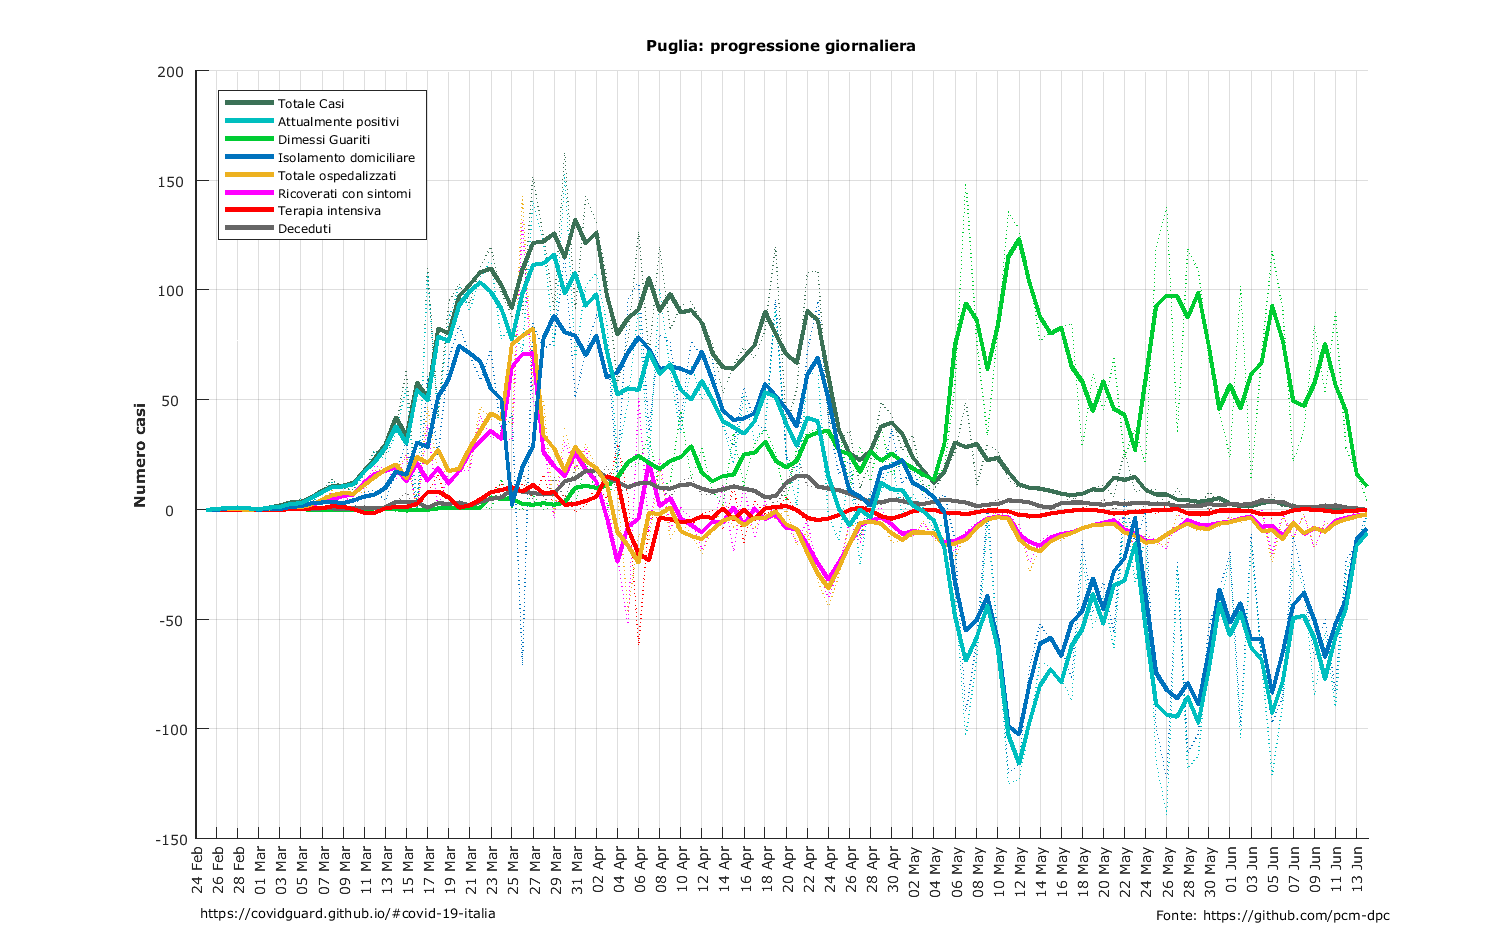 Puglia: progressione giornaliera
200
150
100
50
0
-50
-100
-150
Numero casi
Totale Casi
Attualmente positivi
Dimessi Guariti
Isolamento domiciliare
Totale ospedalizzati
Ricoverati con sintomi
Terapia intensiva
Deceduti
24 Feb
26 Feb
28 Feb
01 Mar
03 Mar
05 Mar
07 Mar
09 Mar
11 Mar
13 Mar
15 Mar
17 Mar
19 Mar
21 Mar
23 Mar
25 Mar
27 Mar
29 Mar
31 Mar
02 Apr
04 Apr
06 Apr
08 Apr
10 Apr
12 Apr
14 Apr
16 Apr
18 Apr
20 Apr
22 Apr
24 Apr
26 Apr
28 Apr
30 Apr
02 May
04 May
06 May
08 May
10 May
12 May
14 May
16 May
18 May
20 May
22 May
24 May
26 May
28 May
30 May
01 Jun
03 Jun
05 Jun
07 Jun
09 Jun
11 Jun
13 Jun
https://covidguard.github.io/#covid-19-italia
Fonte: https://github.com/pcm-dpc